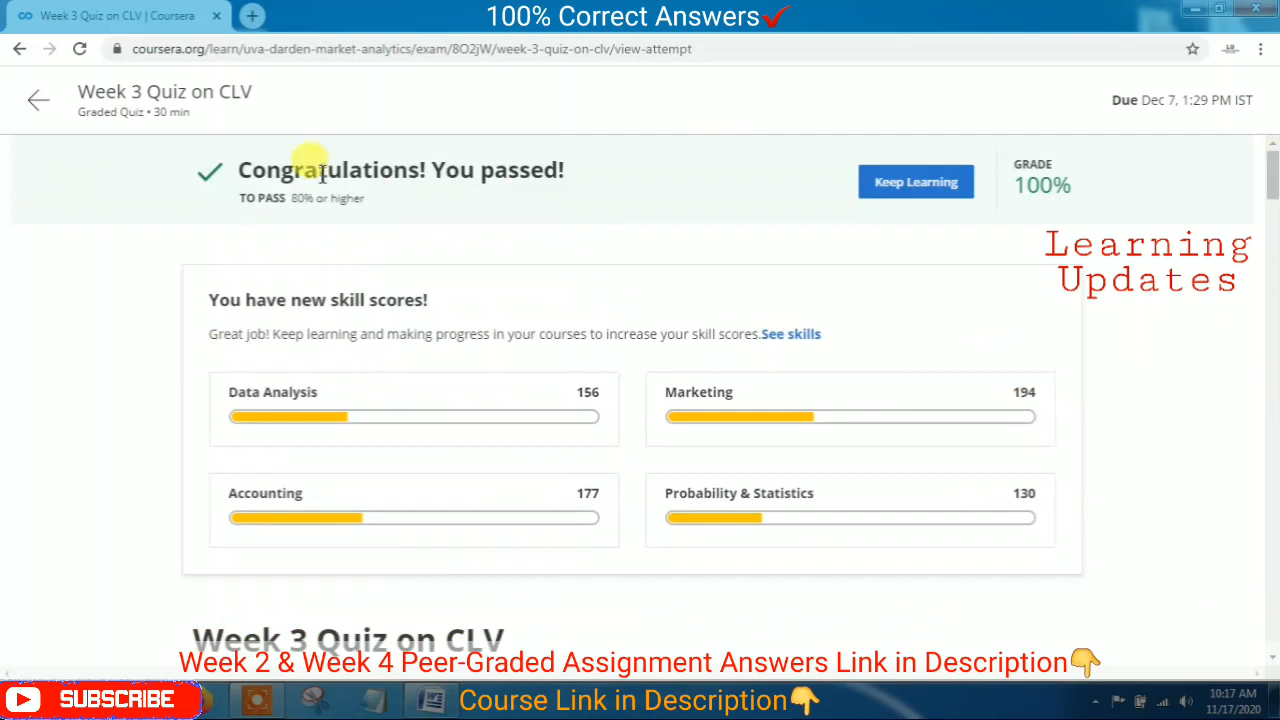 Week 3 Quiz on CLV | Coursera
100% Correct Answers
coursera.org/learn/uva-darden-market-analytics/exam/8O2jW/week-3-quiz-on-clv/view-attempt
Week 3 Quiz on CLV
Graded Quiz • 30 min
Due Dec 7, 1:29 PM IST
Congratulations! You passed!
TO PASS 80% or higher
Keep Learning
GRADE
100%
Learning
Updates
You have new skill scores!
Great job! Keep learning and making progress in your courses to increase your skill scores.See skills
Data Analysis 156
Marketing 194
Accounting 177
Probability & Statistics 130
Week 3 Quiz on CLV
Week 2 & Week 4 Peer-Graded Assignment Answers Link in Description👇
SUBSCRIBE
Course Link in Description👇
10:17 AM
11/17/2020